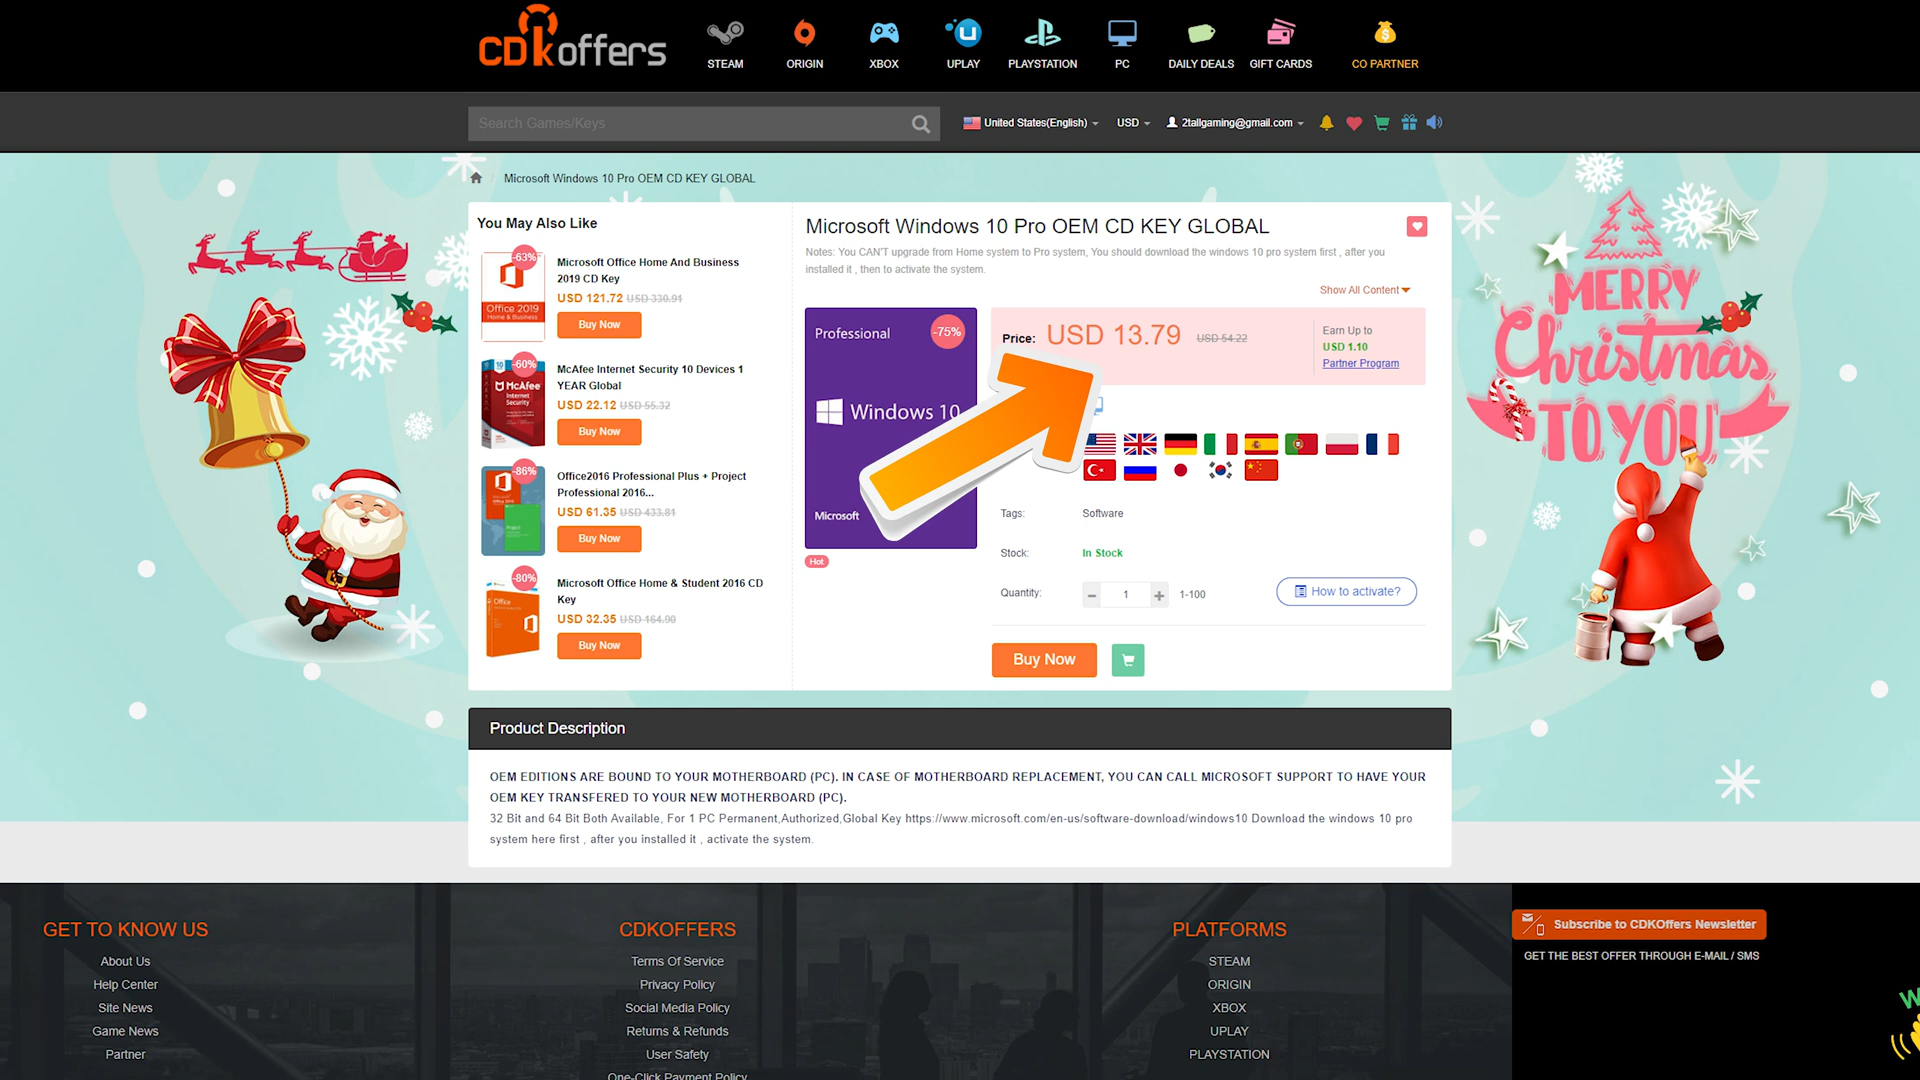 CDKoffers
STEAM
ORIGIN
XBOX
UPLAY
PLAYSTATION
PC
DAILY DEALS
GIFT CARDS
CO PARTNER
Search Games/Keys
United States(English)
USD
2tallgaming@gmail.com
Microsoft Windows 10 Pro OEM CD KEY GLOBAL
You May Also Like
-63%
Office 2019
Home & Business
Microsoft Office Home And Business
2019 CD Key
USD 121.72 USD 330.91
Buy Now
-60%
McAfee
Internet
Security
McAfee Internet Security 10 Devices 1
YEAR Global
USD 22.12 USD 55.32
Buy Now
-86%
Office2016 Professional Plus + Project
Professional 2016...
USD 61.35 USD 433.81
Buy Now
-80%
Office
Microsoft Office Home & Student 2016 CD
Key
USD 32.35 USD 164.90
Buy Now
Microsoft Windows 10 Pro OEM CD KEY GLOBAL
Notes: You CAN'T upgrade from Home system to Pro system, You should download the windows 10 pro system first , after you
installed it , then to activate the system.
Show All Content
Professional
-75%
Windows 10
Microsoft
Hot
Price: USD 13.79 USD 54.22
Earn Up to
USD 1.10
Partner Program
Tags: Software
Stock: In Stock
Quantity: - 1 + 1-100
How to activate?
Buy Now
MERRY
Christmas
TO YOU
Product Description
OEM EDITIONS ARE BOUND TO YOUR MOTHERBOARD (PC). IN CASE OF MOTHERBOARD REPLACEMENT, YOU CAN CALL MICROSOFT SUPPORT TO HAVE YOUR
OEM KEY TRANSFERED TO YOUR NEW MOTHERBOARD (PC).
32 Bit and 64 Bit Both Available, For 1 PC Permanent,Authorized,Global Key https://www.microsoft.com/en-us/software-download/windows10 Download the windows 10 pro
system here first , after you installed it , activate the system.
GET TO KNOW US
About Us
Help Center
Site News
Game News
Partner
CDKOFFERS
Terms Of Service
Privacy Policy
Social Media Policy
Returns & Refunds
User Safety
One-Click Payment Policy
PLATFORMS
STEAM
ORIGIN
XBOX
UPLAY
PLAYSTATION
Subscribe to CDKOffers Newsletter
GET THE BEST OFFER THROUGH E-MAIL / SMS